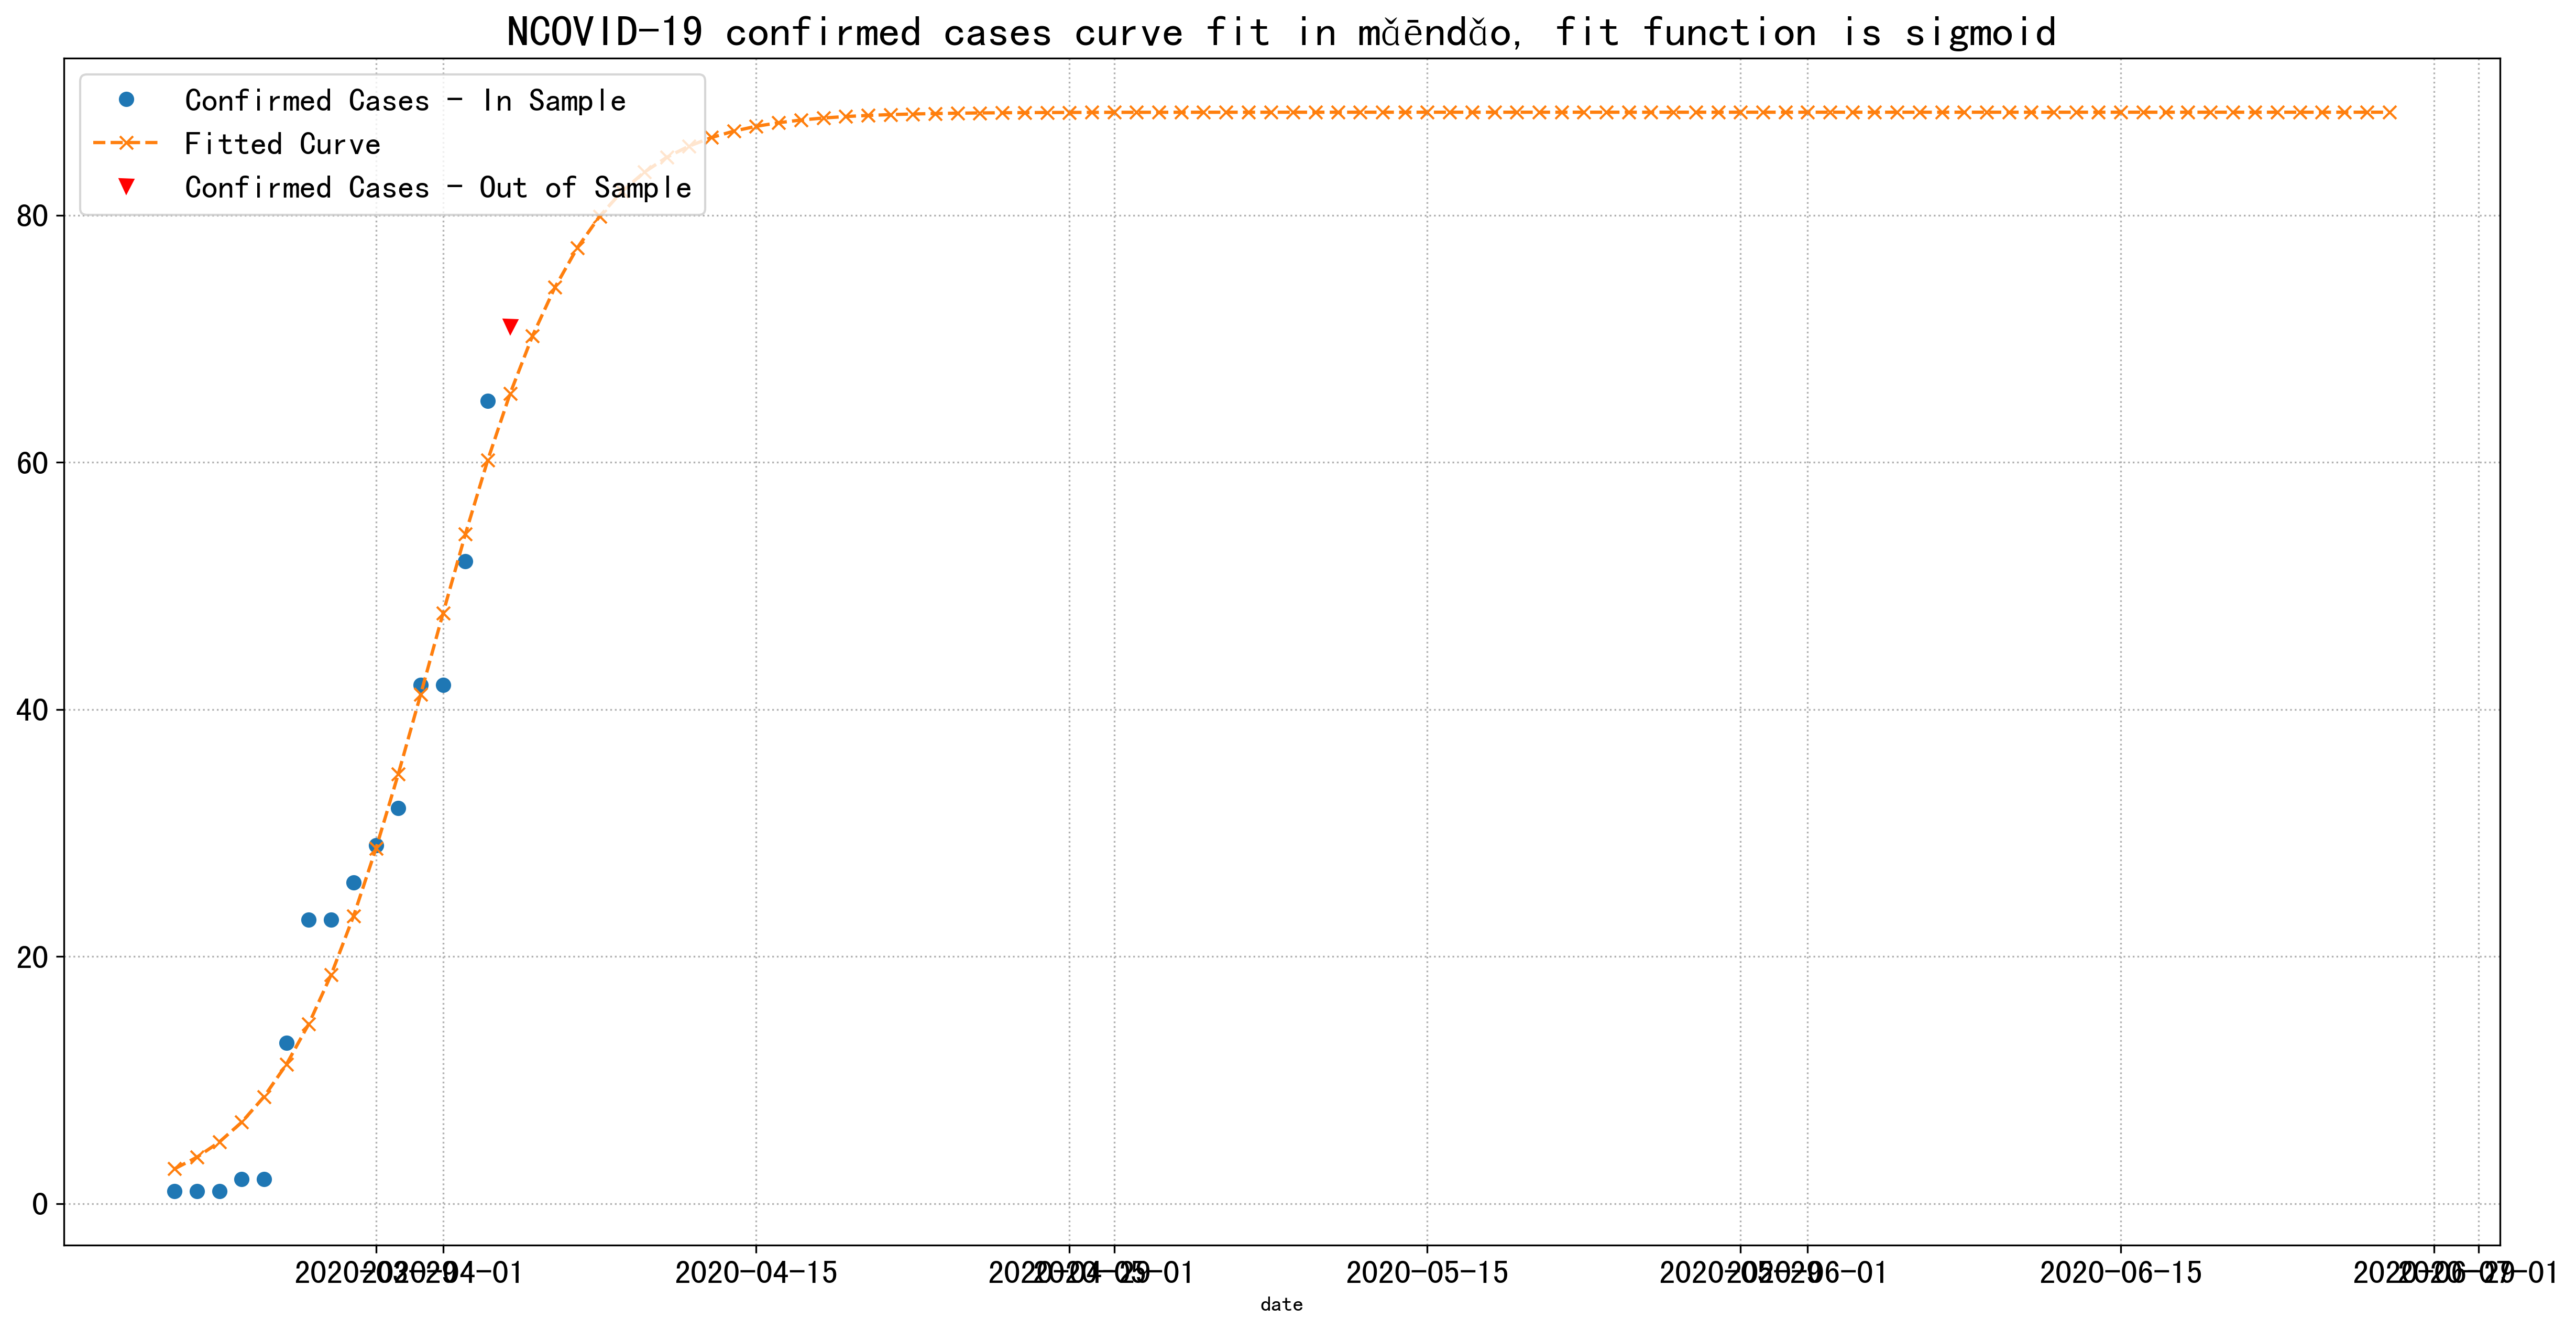 NCOVID-19 confirmed cases curve fit in mǎēndǎo, fit function is sigmoid
Confirmed Cases - In Sample
Fitted Curve
Confirmed Cases - Out of Sample
80
60
40
20
0
2020-03-29 2020-04-01 2020-04-15 2020-04-29 2020-05-01 2020-05-15 2020-05-29 2020-06-01 2020-06-15 2020-06-29 2020-07-01
date